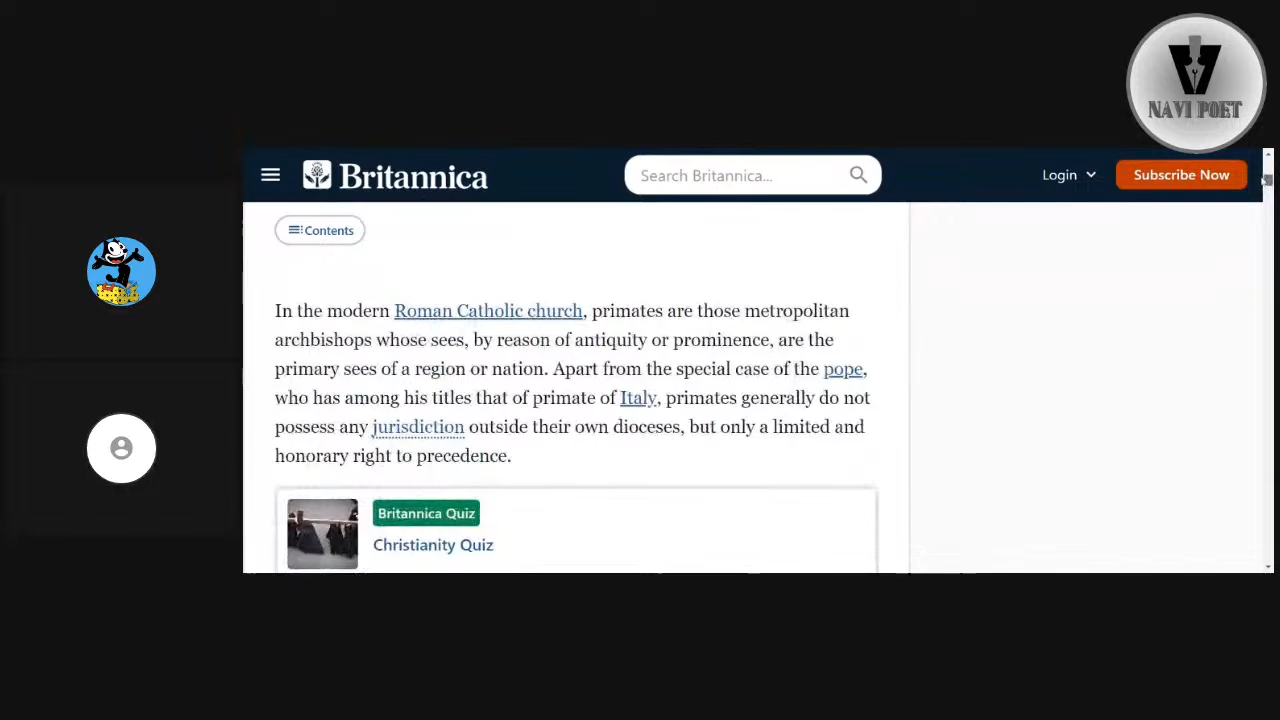 NAVI POET
Britannica
Search Britannica...
Login
Subscribe Now
Contents
In the modern Roman Catholic church, primates are those metropolitan
archbishops whose sees, by reason of antiquity or prominence, are the
primary sees of a region or nation. Apart from the special case of the pope,
who has among his titles that of primate of Italy, primates generally do not
possess any jurisdiction outside their own dioceses, but only a limited and
honorary right to precedence.
Britannica Quiz
Christianity Quiz